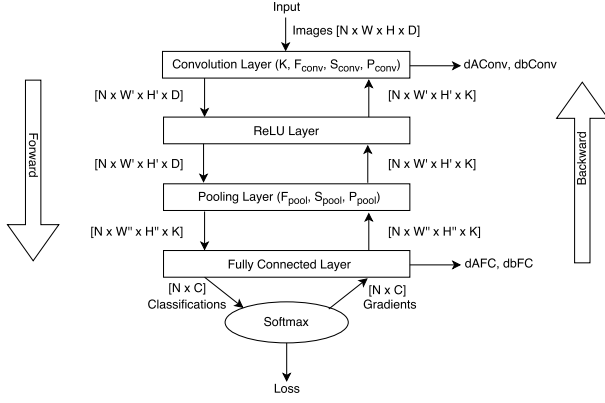 Input
Images [N x W x H x D]
Convolution Layer (K, Fconv, Sconv, Pconv)
dAConv, dbConv
[N x W' x H' x D]
[N x W' x H' x K]
ReLU Layer
Forward
Backward
[N x W' x H' x D]
[N x W' x H' x K]
Pooling Layer (Fpool, Spool, Ppool)
[N x W" x H" x K]
[N x W" x H" x K]
Fully Connected Layer
dAFC, dbFC
[N x C]
Classifications
[N x C]
Gradients
Softmax
Loss